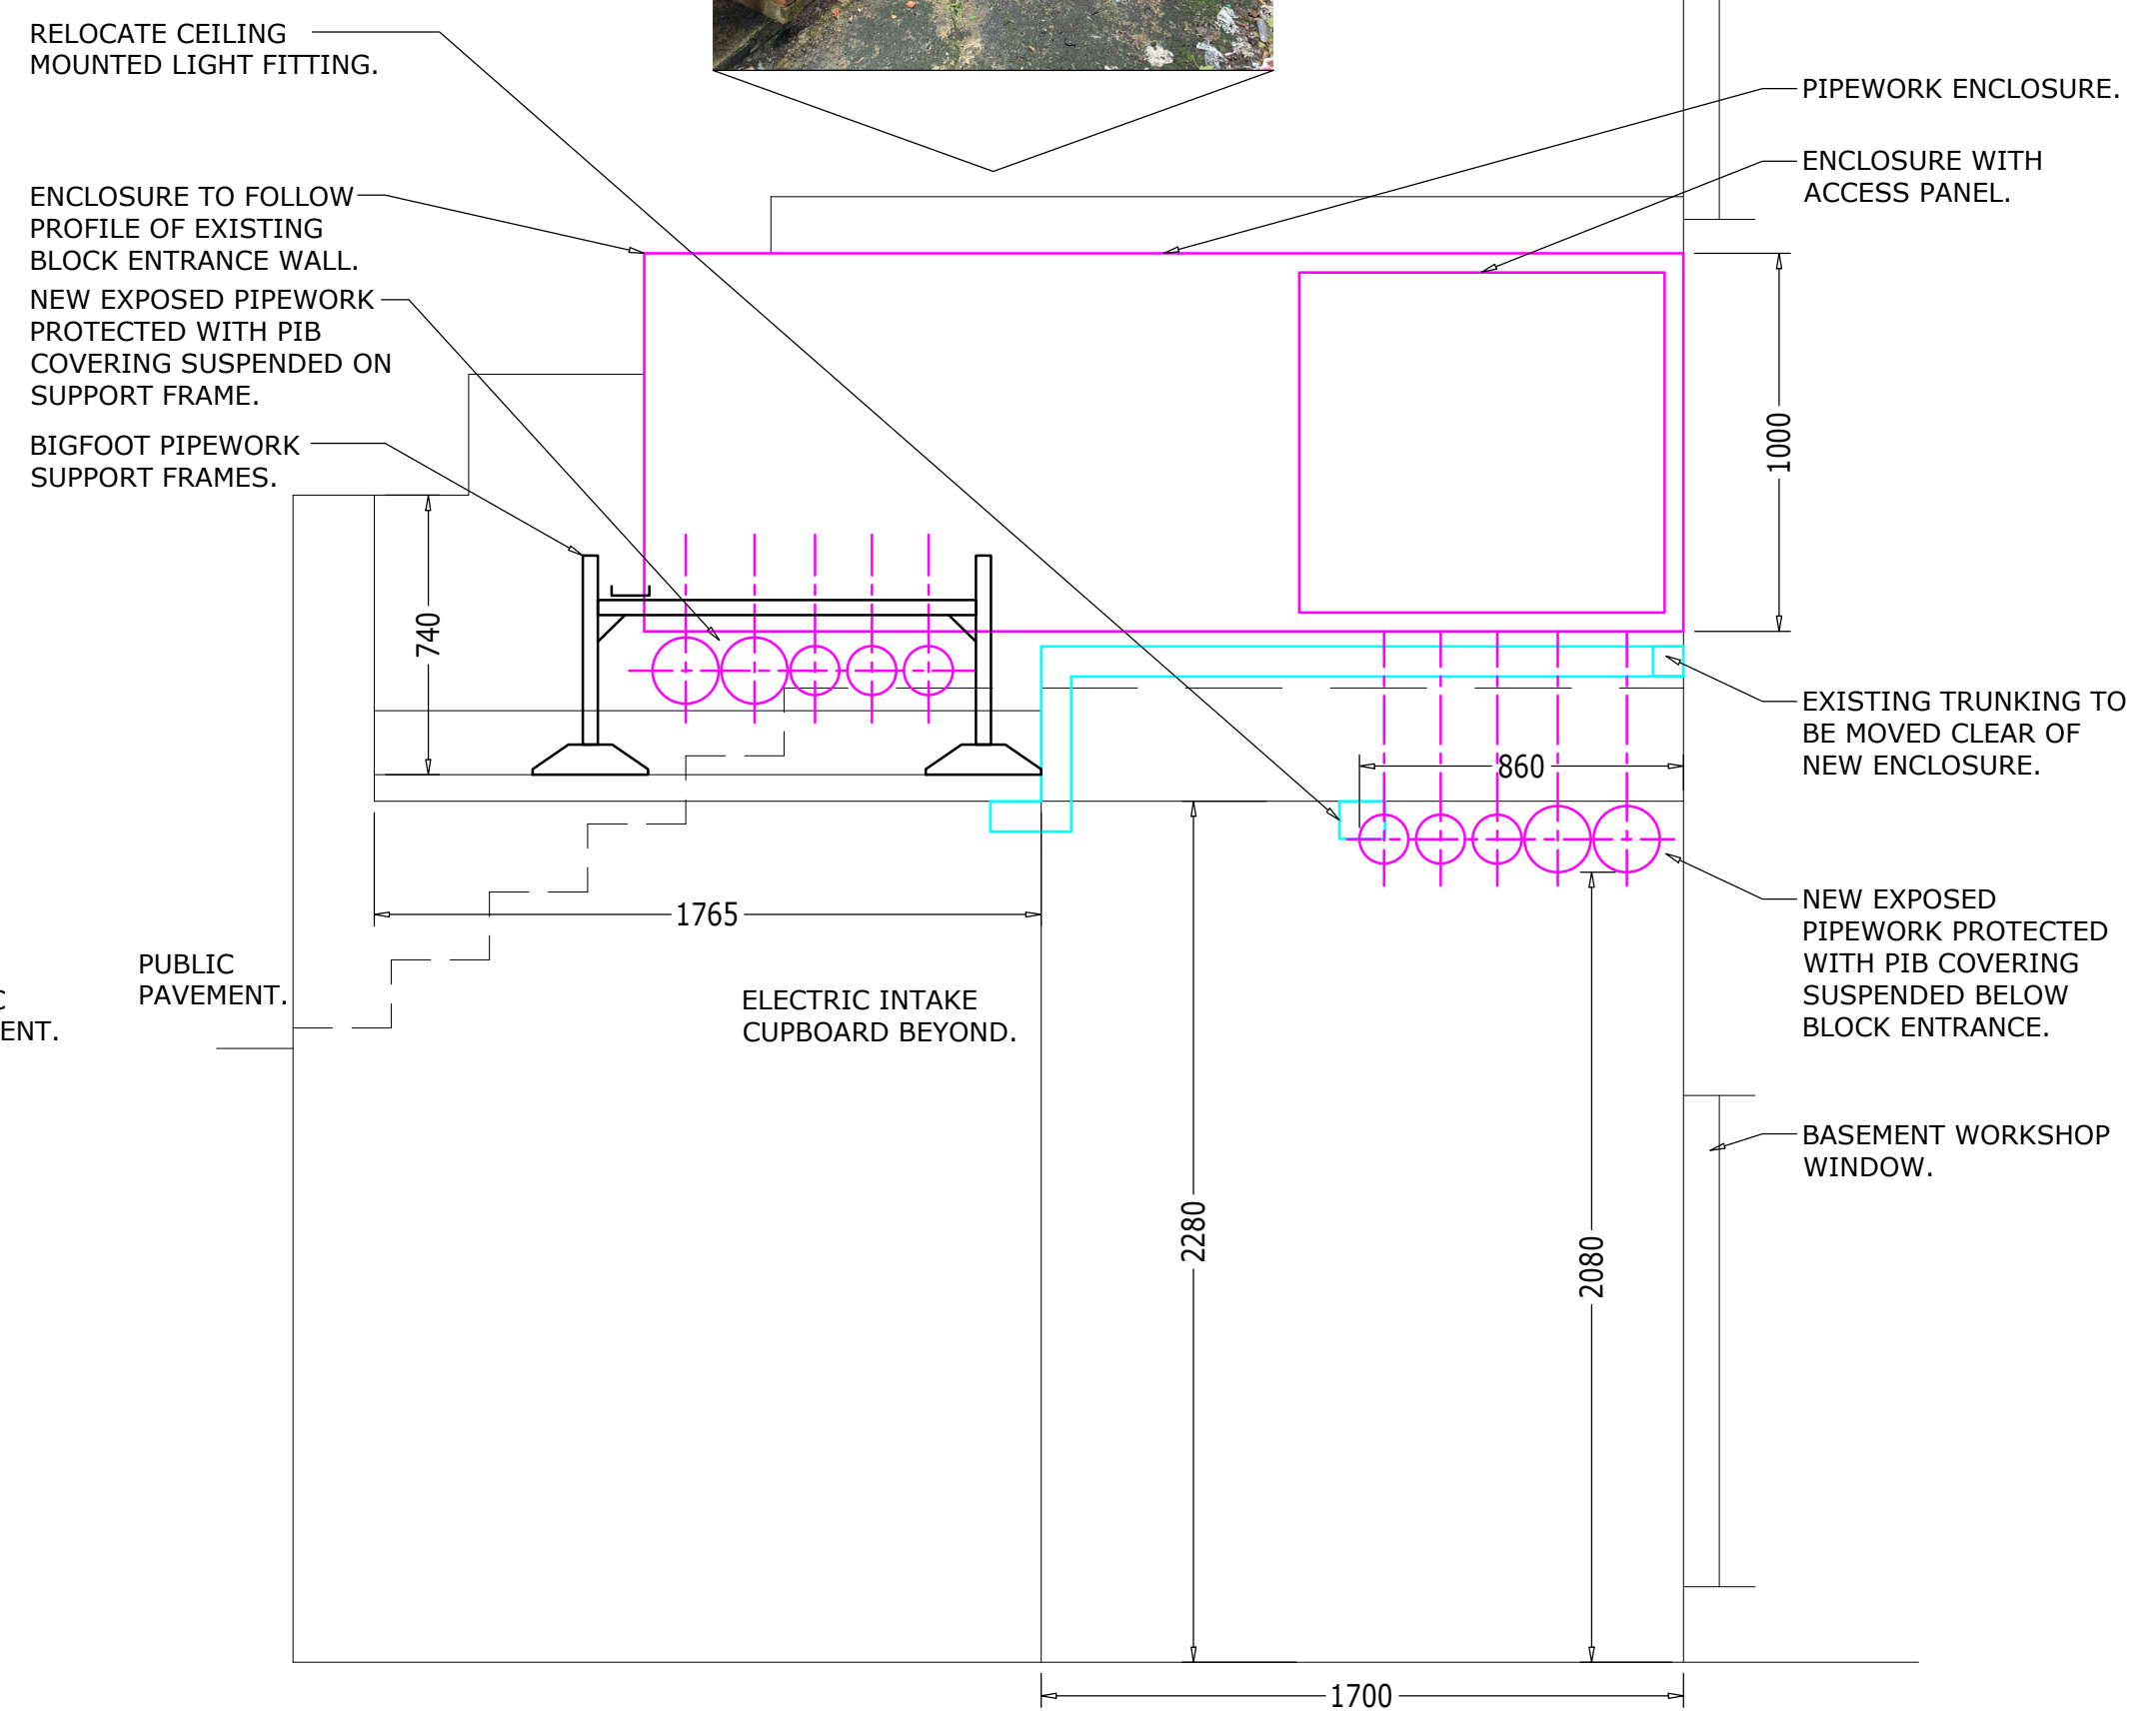 RELOCATE CEILING
MOUNTED LIGHT FITTING.
ENCLOSURE TO FOLLOW
PROFILE OF EXISTING
BLOCK ENTRANCE WALL.
NEW EXPOSED PIPEWORK
PROTECTED WITH PIB
COVERING SUSPENDED ON
SUPPORT FRAME.
BIGFOOT PIPEWORK
SUPPORT FRAMES.
PIPEWORK ENCLOSURE.
ENCLOSURE WITH
ACCESS PANEL.
1000
740
EXISTING TRUNKING TO
BE MOVED CLEAR OF
NEW ENCLOSURE.
860
1765
NEW EXPOSED
PIPEWORK PROTECTED
WITH PIB COVERING
SUSPENDED BELOW
BLOCK ENTRANCE.
PUBLIC
PAVEMENT.
ENT.
ELECTRIC INTAKE
CUPBOARD BEYOND.
BASEMENT WORKSHOP
WINDOW.
2280
2080
1700